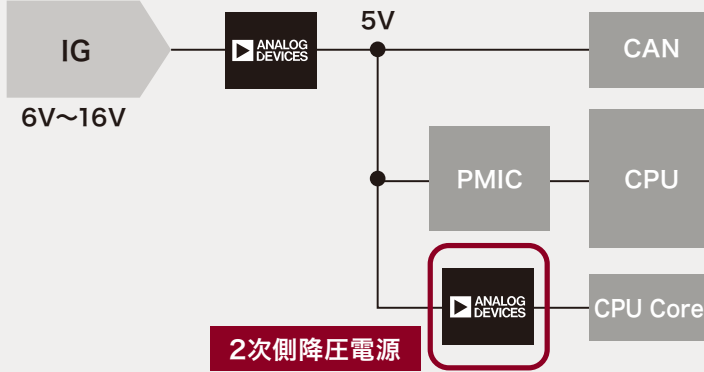 IG
6V〜16V
ANALOG
DEVICES
5V
CAN
PMIC
CPU
ANALOG
DEVICES
CPU Core
2次側降圧電源